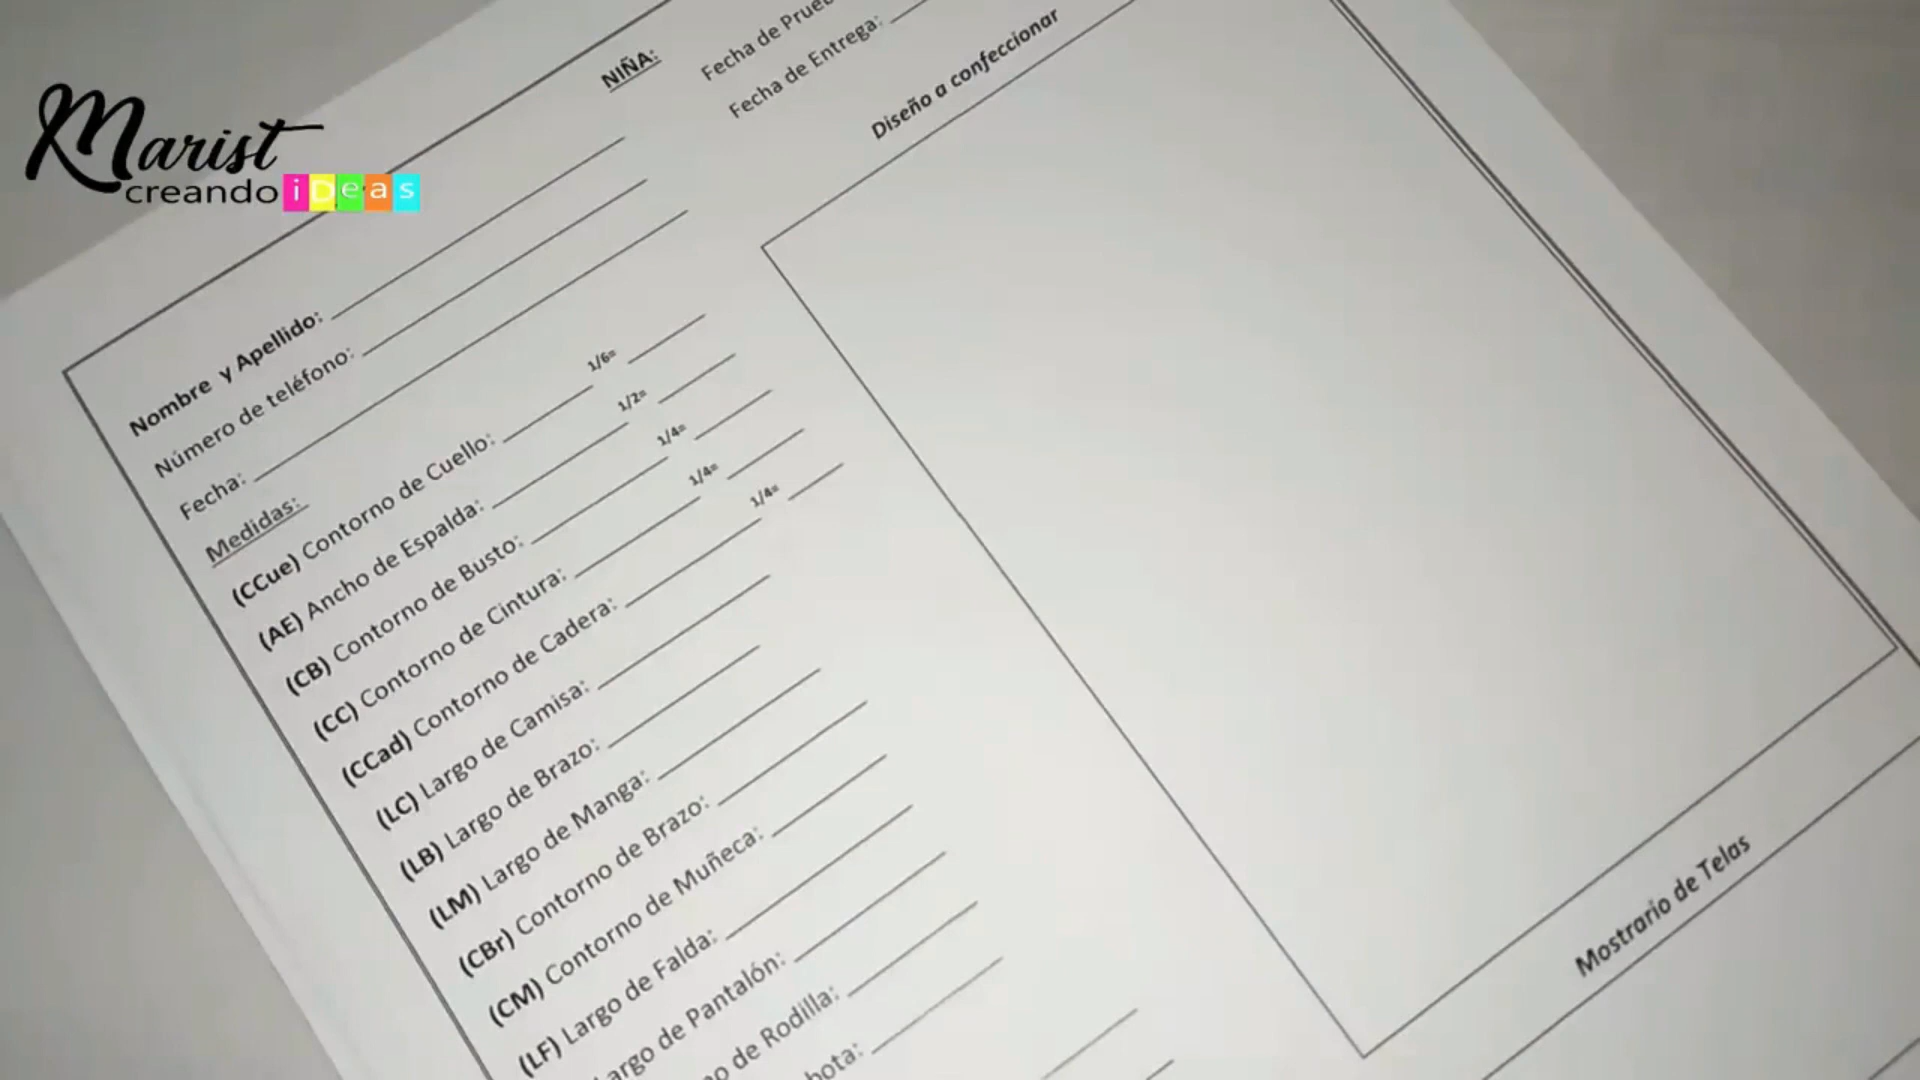 Marist
creando iDeas
NIÑA:
Fecha de
Fecha de Entrega:
Diseño a confeccionar
Nombre y Apellido:
Número de teléfono:
Fecha:
Medidas:
(CCue) Contorno de Cuello: 1/6=
(AE) Ancho de Espalda: 1/2=
(CB) Contorno de Busto: 1/4=
(CC) Contorno de Cintura: 1/4=
(CCad) Contorno de Cadera: 1/4=
(LC) Largo de Camisa:
(LB) Largo de Brazo:
(LM) Largo de Manga:
(CBr) Contorno de Brazo:
(CM) Contorno de Muñeca:
(LF) Largo de Falda:
argo de Pantalón:
de Rodilla:
bota:
Mostrario de Telas